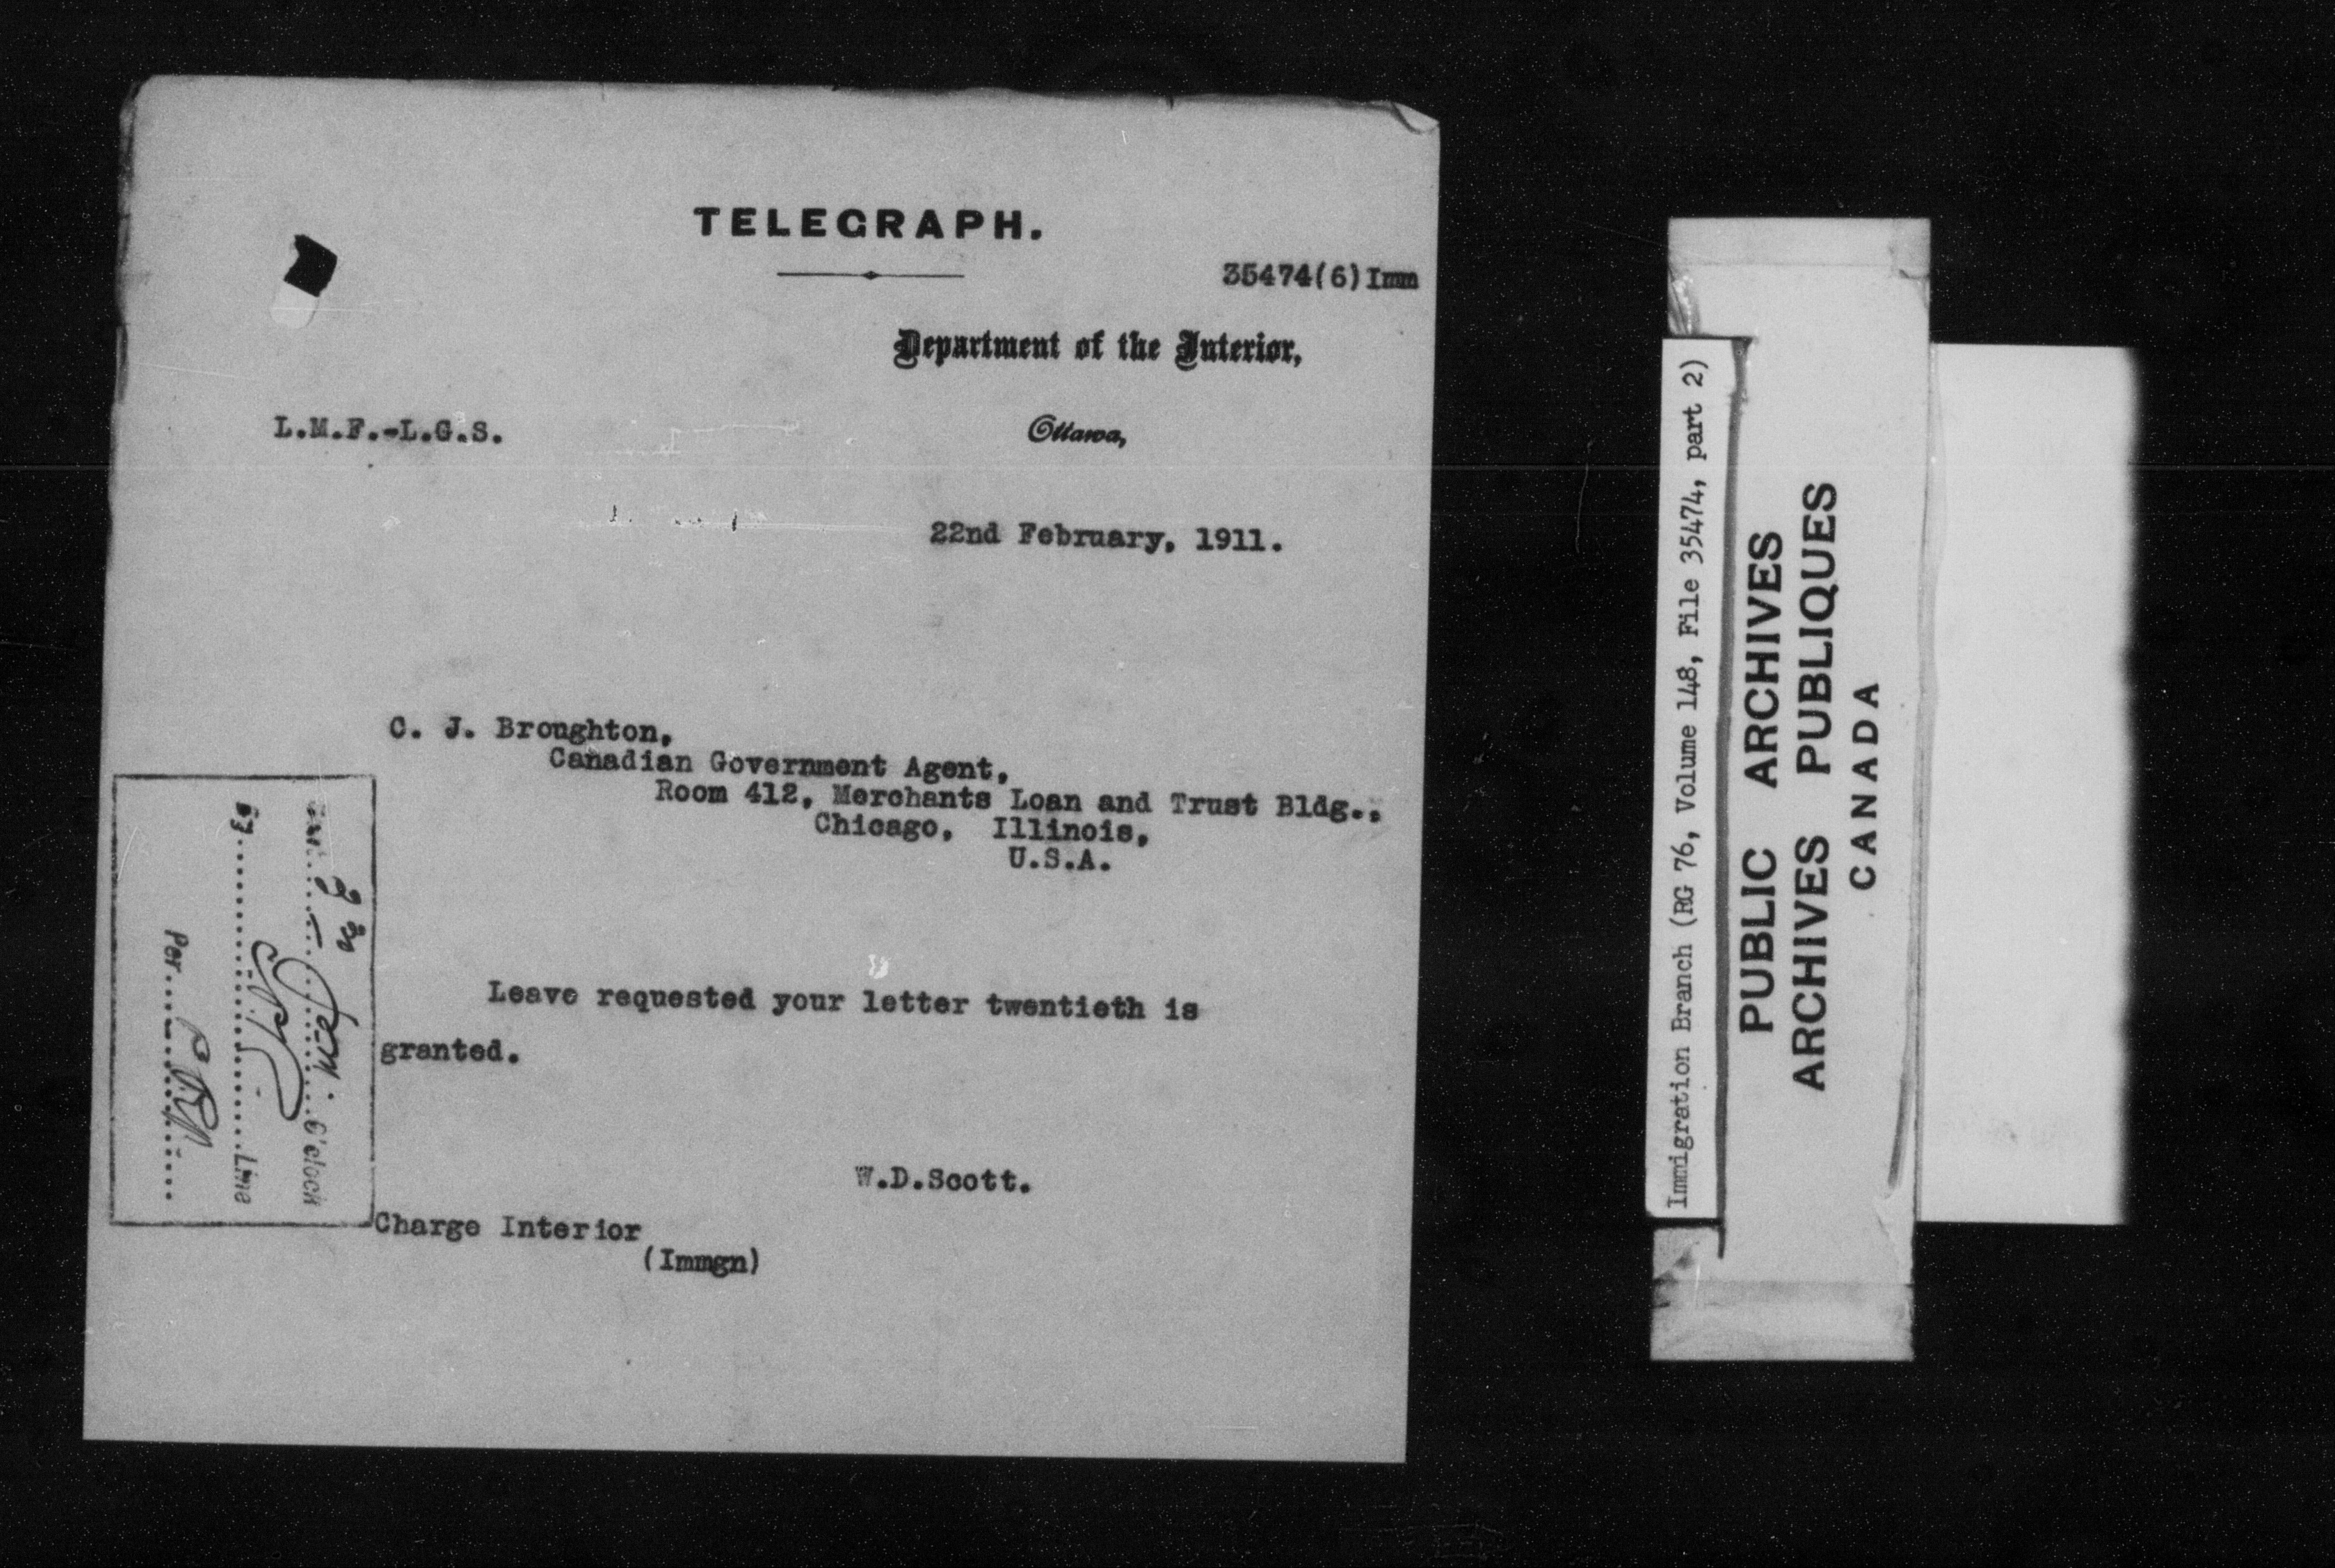 TELEGRAPH.
35474(6)Imm
Department of the Interior,
L.M.F.-L.G.S.
Ottawa,
22nd February, 1911.
C. J. Broughton,
Canadian Government Agent,
Room 412, Merchants Loan and Trust Bldg.,
Chicago, Illinois,
U.S.A.
Leave requested your letter twentieth is
granted.
W.D.Scott.
Charge Interior
(Immgn)
O'clock
By Line
Per
Immigration Branch (RG 76, Volume 148, File 35474, part 2)
PUBLIC ARCHIVES
ARCHIVES PUBLIQUES
CANADA